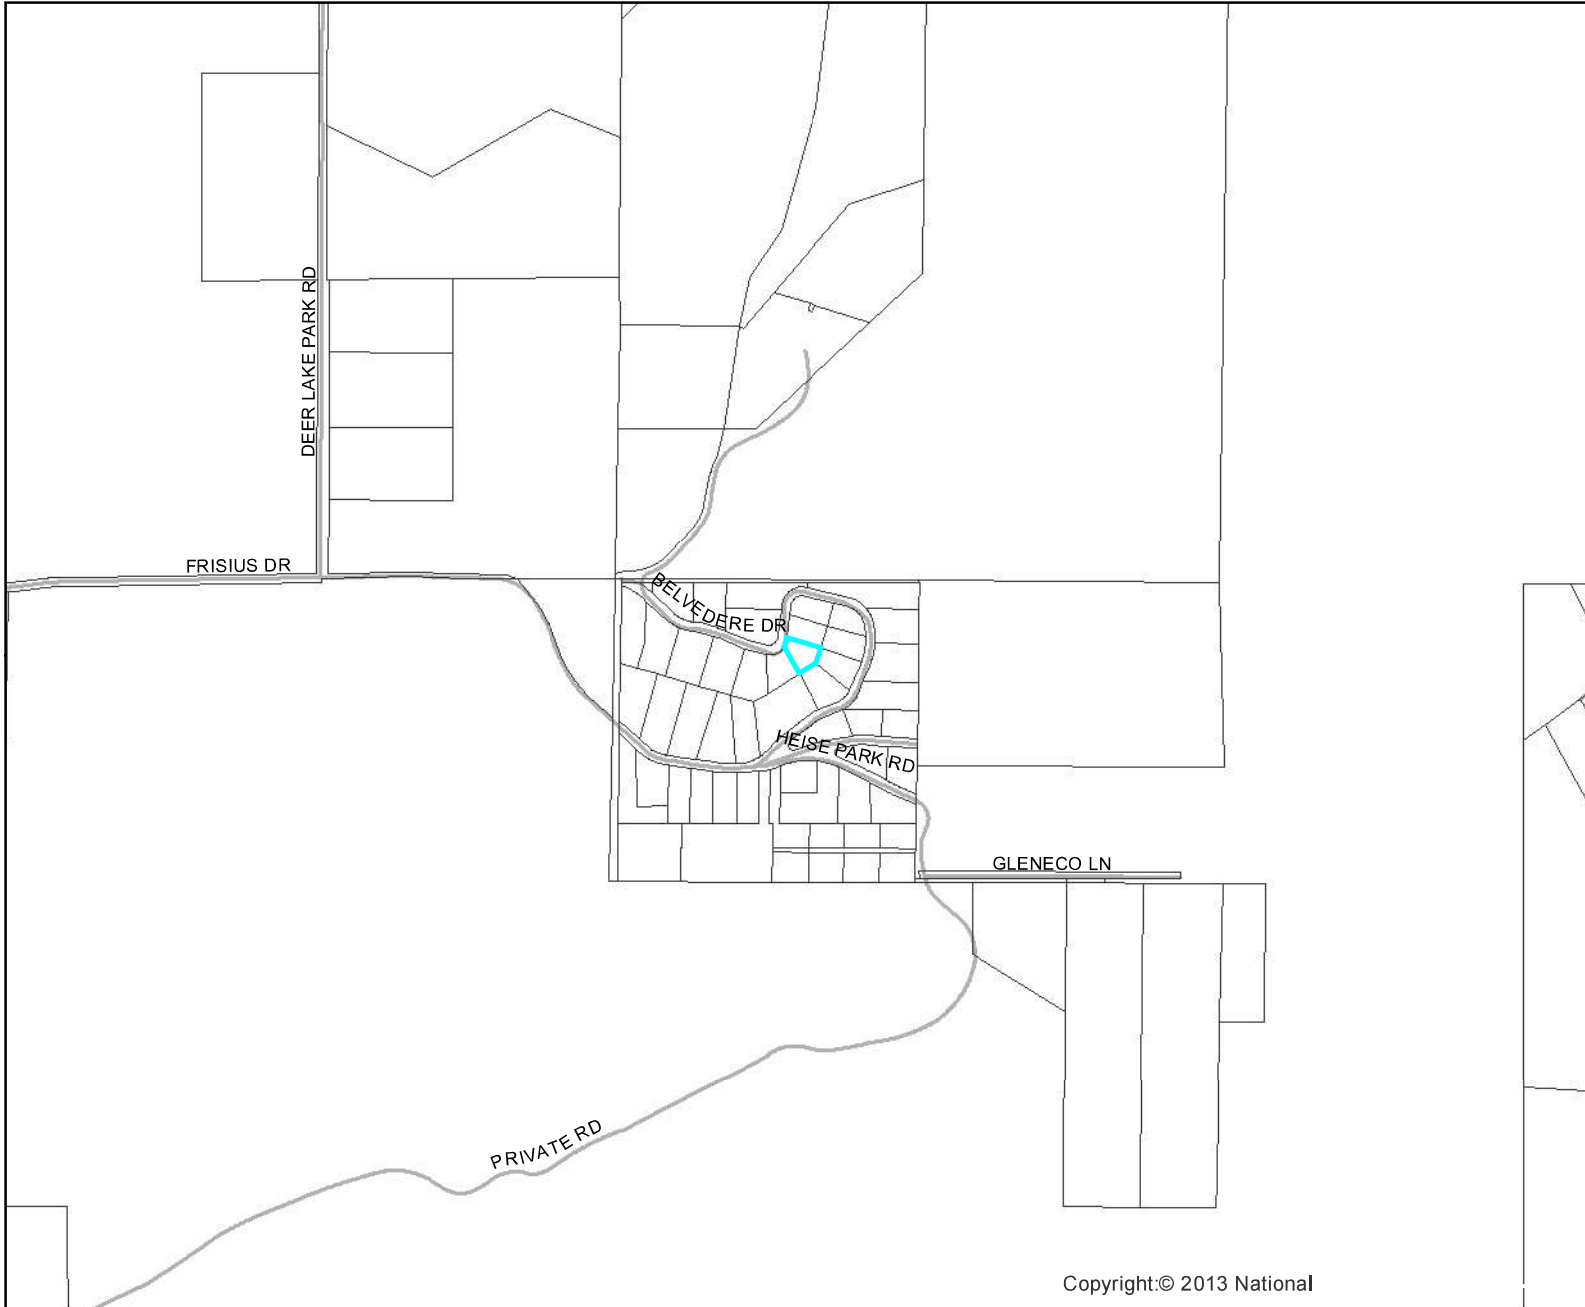 DEER LAKE PARK RD
FRISIUS DR
BELVEDERE DR
HEISE PARK RD
GLENECO LN
PRIVATE RD
Copyright:© 2013 National